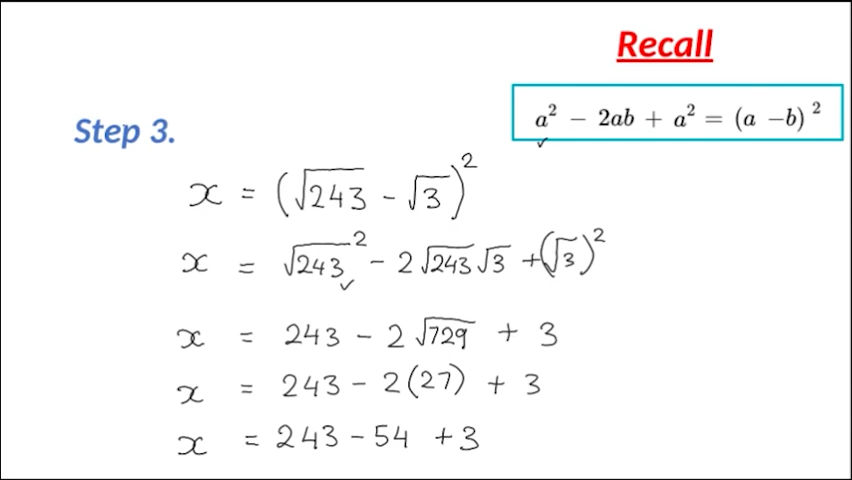 Recall
a² − 2ab + a² = (a −b) ²
Step 3.
x = (√243 − √3)²
x = √243² − 2√243√3 + (√3)²
x = 243 − 2√729 + 3
x = 243 − 2(27) + 3
x = 243 − 54 + 3